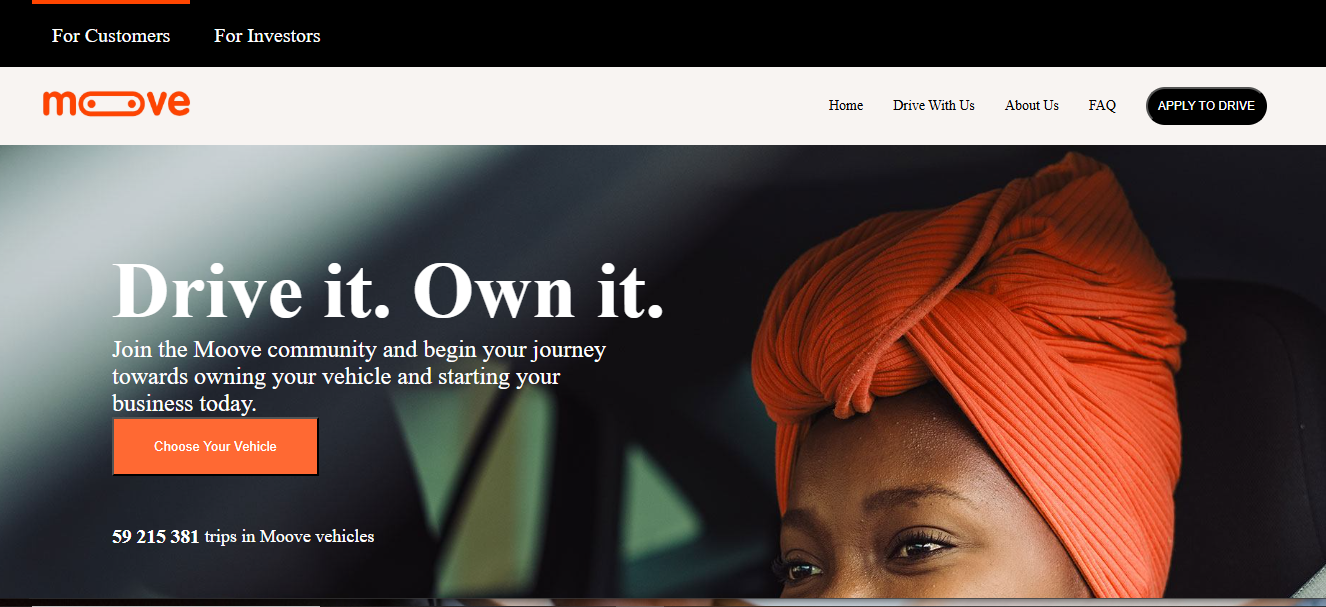 For Customers For Investors
moove
Home Drive With Us About Us FAQ APPLY TO DRIVE
Drive it. Own it.
Join the Moove community and begin your journey
towards owning your vehicle and starting your
business today.
Choose Your Vehicle
59 215 381 trips in Moove vehicles